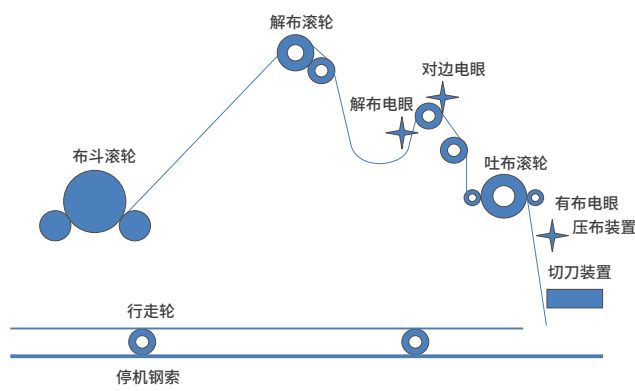 解布滚轮
对边电眼
解布电眼
布斗滚轮
吐布滚轮
有布电眼
压布装置
切刀装置
行走轮
停机钢索